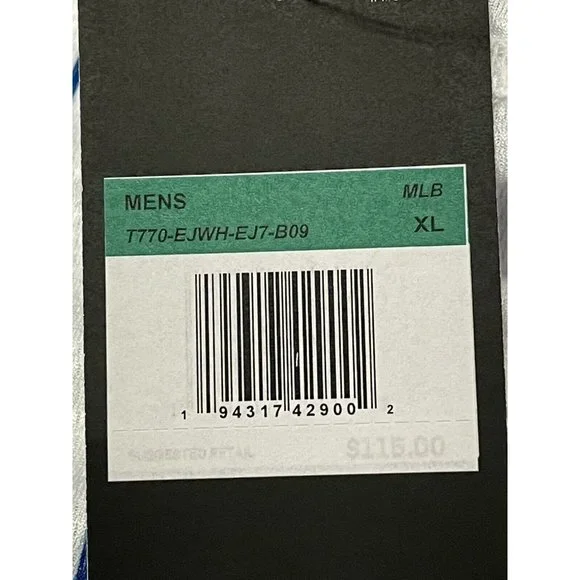 MENS MLB
T770-EJWH-EJ7-B09 XL
1 94317 42900 2
SUGGESTED RETAIL $115.00